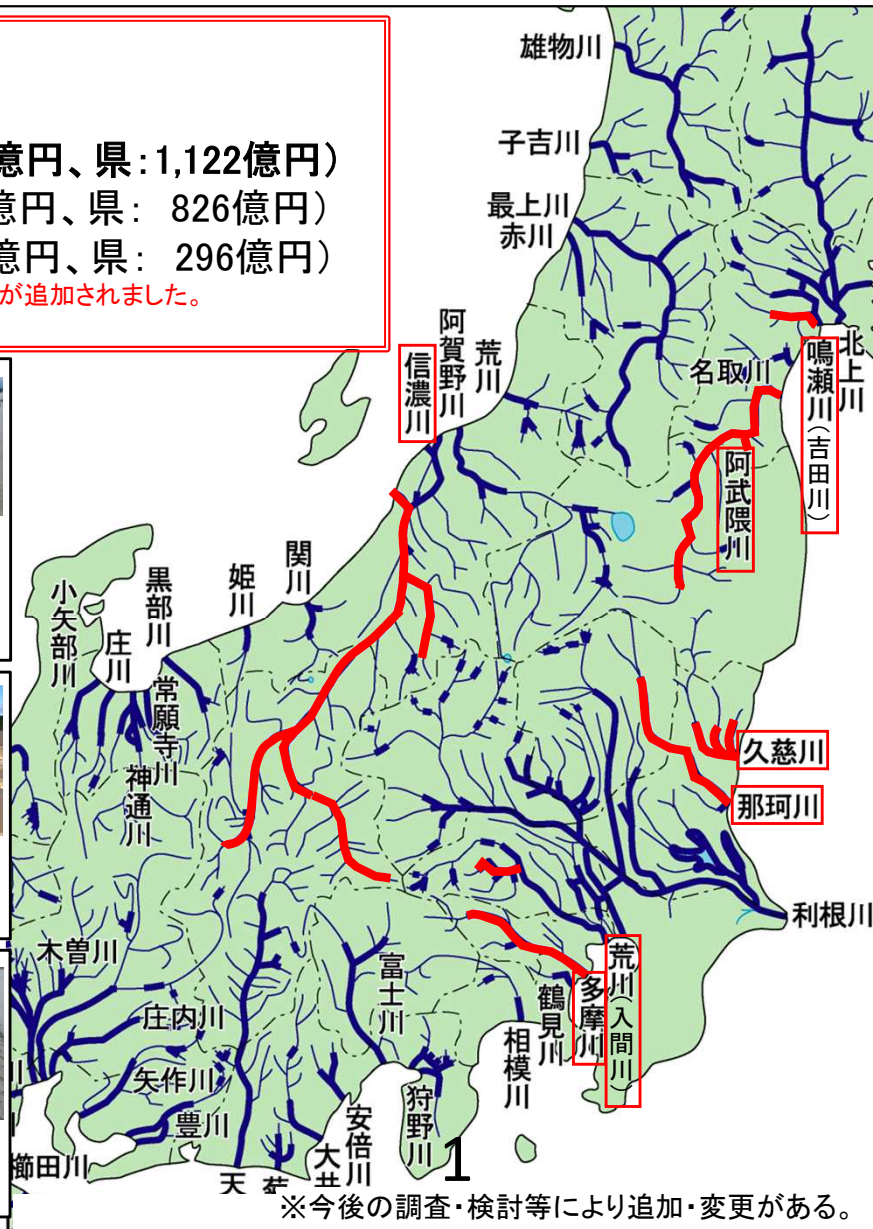 億円、県：1,122億円）
億円、県： 826億円）
億円、県： 296億円）
が追加されました。
雄物川
子吉川
最上川
赤川
荒川
阿賀野川
信濃川
名取川
北上川
鳴瀬川（吉田川）
阿武隈川
関川
姫川
黒部川
小矢部川
庄川
常願寺川
神通川
久慈川
那珂川
利根川
木曽川
庄内川
矢作川
豊川
櫛田川
富士川
鶴見川
多摩川
荒川（入間川）
相模川
狩野川
安倍川
大井
菊
天
川
1
※今後の調査・検討等により追加・変更がある。